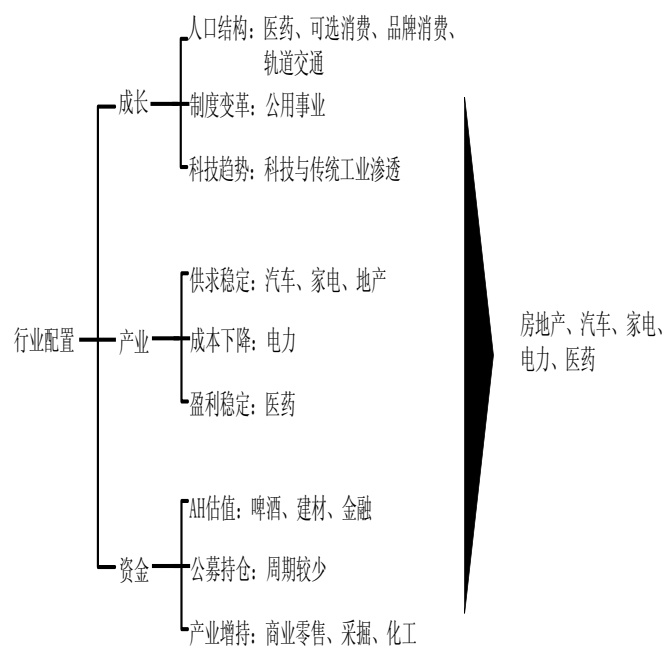 人口结构：医药、可选消费、品牌消费、
轨道交通
成长
制度变革：公用事业
科技趋势：科技与传统工业渗透
供求稳定：汽车、家电、地产
行业配置
产业
成本下降：电力
盈利稳定：医药
房地产、汽车、家电、
电力、医药
AH估值：啤酒、建材、金融
资金
公募持仓：周期较少
产业增持：商业零售、采掘、化工